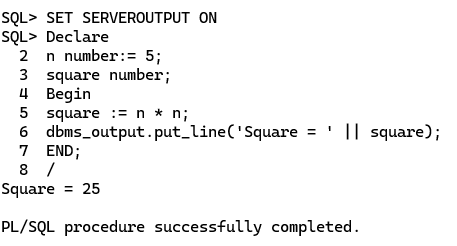 SQL> SET SERVEROUTPUT ON
SQL> Declare
  2  n number:= 5;
  3  square number;
  4  Begin
  5  square := n * n;
  6  dbms_output.put_line('Square = ' || square);
  7  END;
  8  /
Square = 25

PL/SQL procedure successfully completed.